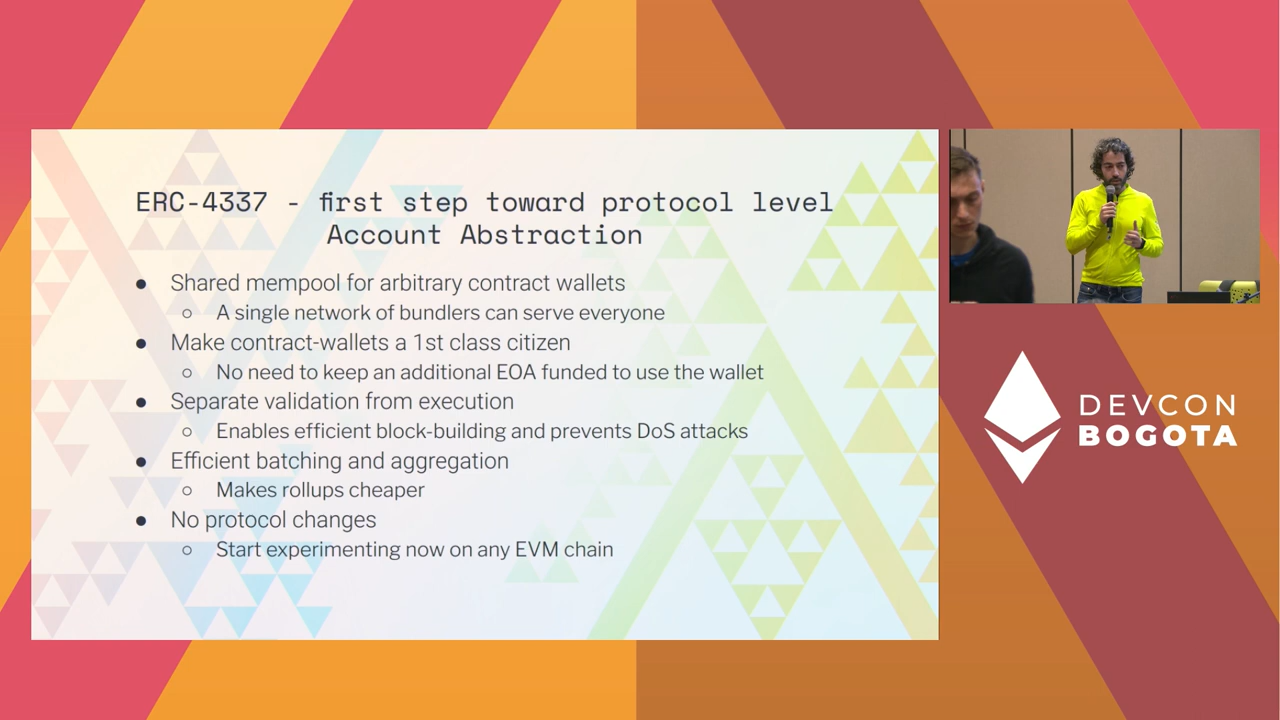 ERC-4337 - first step toward protocol level
Account Abstraction
● Shared mempool for arbitrary contract wallets
○ A single network of bundlers can serve everyone
● Make contract-wallets a 1st class citizen
○ No need to keep an additional EOA funded to use the wallet
● Separate validation from execution
○ Enables efficient block-building and prevents DoS attacks
● Efficient batching and aggregation
○ Makes rollups cheaper
● No protocol changes
○ Start experimenting now on any EVM chain
DEVCON
BOGOTA